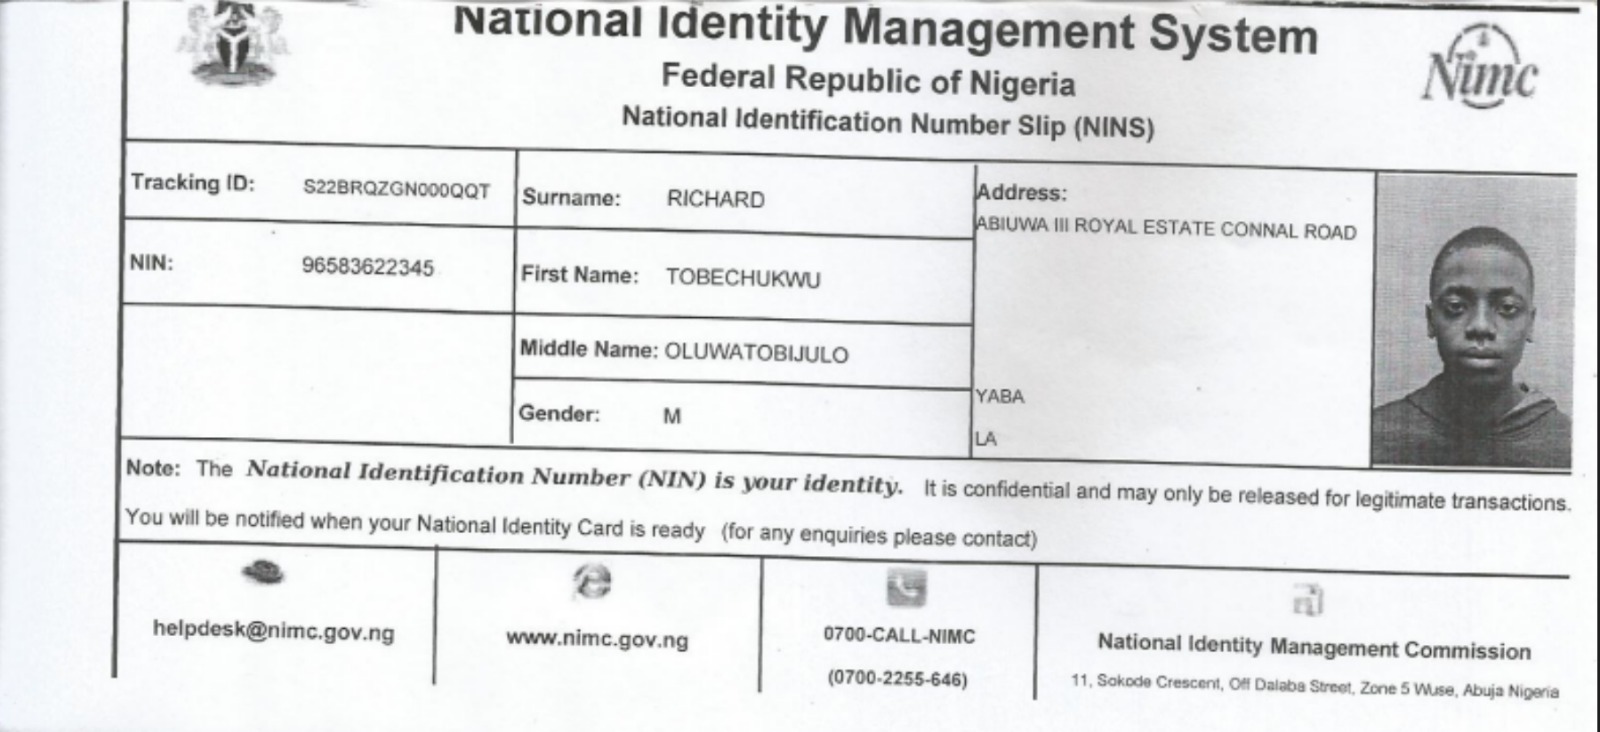 National Identity Management System
Federal Republic of Nigeria
National Identification Number Slip (NINS)
Nimc
Tracking ID: S22BRQZGN000QQT
Surname: RICHARD
Address:
ABIUWA III ROYAL ESTATE CONNAL ROAD
NIN: 96583622345
First Name: TOBECHUKWU
Middle Name: OLUWATOBIJULO
Gender: M
YABA
LA
Note: The National Identification Number (NIN) is your identity. It is confidential and may only be released for legitimate transactions.
You will be notified when your National Identity Card is ready (for any enquiries please contact)
helpdesk@nimc.gov.ng
www.nimc.gov.ng
0700-CALL-NIMC
(0700-2255-646)
National Identity Management Commission
11, Sokode Crescent, Off Dalaba Street, Zone 5 Wuse, Abuja Nigeria